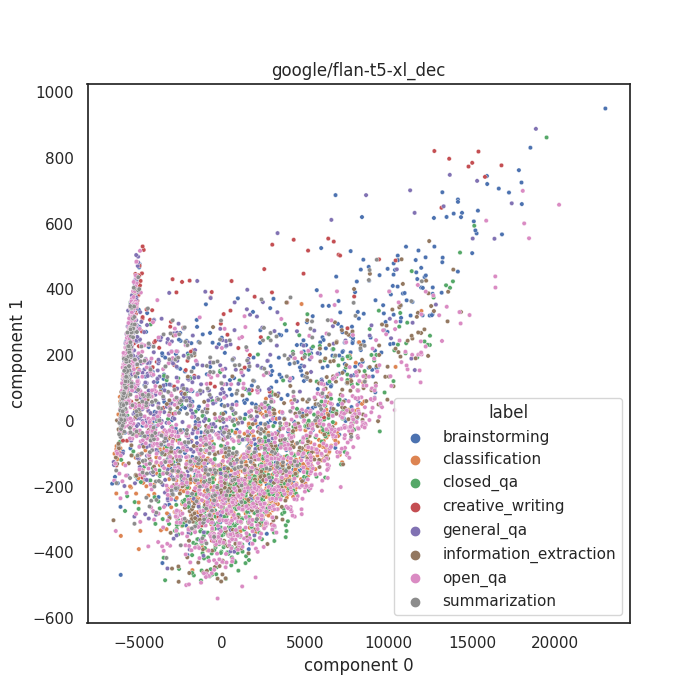 google/flan-t5-xl_dec
1000
800
600
400
200
0
−200
−400
−600
component 1
−5000 0 5000 10000 15000 20000
component 0
label
brainstorming
classification
closed_qa
creative_writing
general_qa
information_extraction
open_qa
summarization